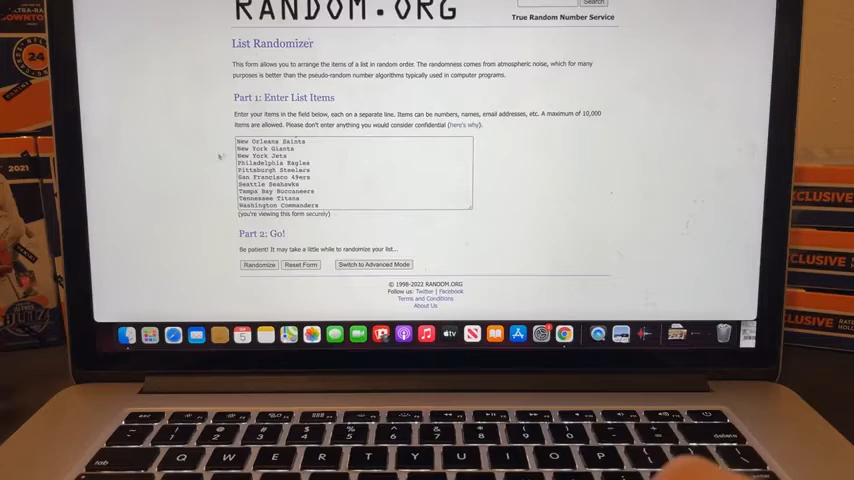 RANDOM.ORG
Search
True Random Number Service
List Randomizer
This form allows you to arrange the items of a list in random order. The randomness comes from atmospheric noise, which for many
purposes is better than the pseudo-random number algorithms typically used in computer programs.
Part 1: Enter List Items
Enter your items in the field below, each on a separate line. Items can be numbers, names, email addresses, etc. A maximum of 10,000
items are allowed. Please don't enter anything you would consider confidential (here's why).
New Orleans Saints
New York Giants
New York Jets
Philadelphia Eagles
Pittsburgh Steelers
San Francisco 49ers
Seattle Seahawks
Tampa Bay Buccaneers
Tennessee Titans
Washington Commanders
(you're viewing this form securely)
Part 2: Go!
Be patient! It may take a little while to randomize your list...
Randomize Reset Form Switch to Advanced Mode
© 1998-2022 RANDOM.ORG
Follow us: Twitter | Facebook
Terms and Conditions
About Us
DOWNTO
24
2021
XCLUSIVE
CLUSIVE
CLUSIVE
5
tv
esc
delete
tab
Q W E R T Y U I O P